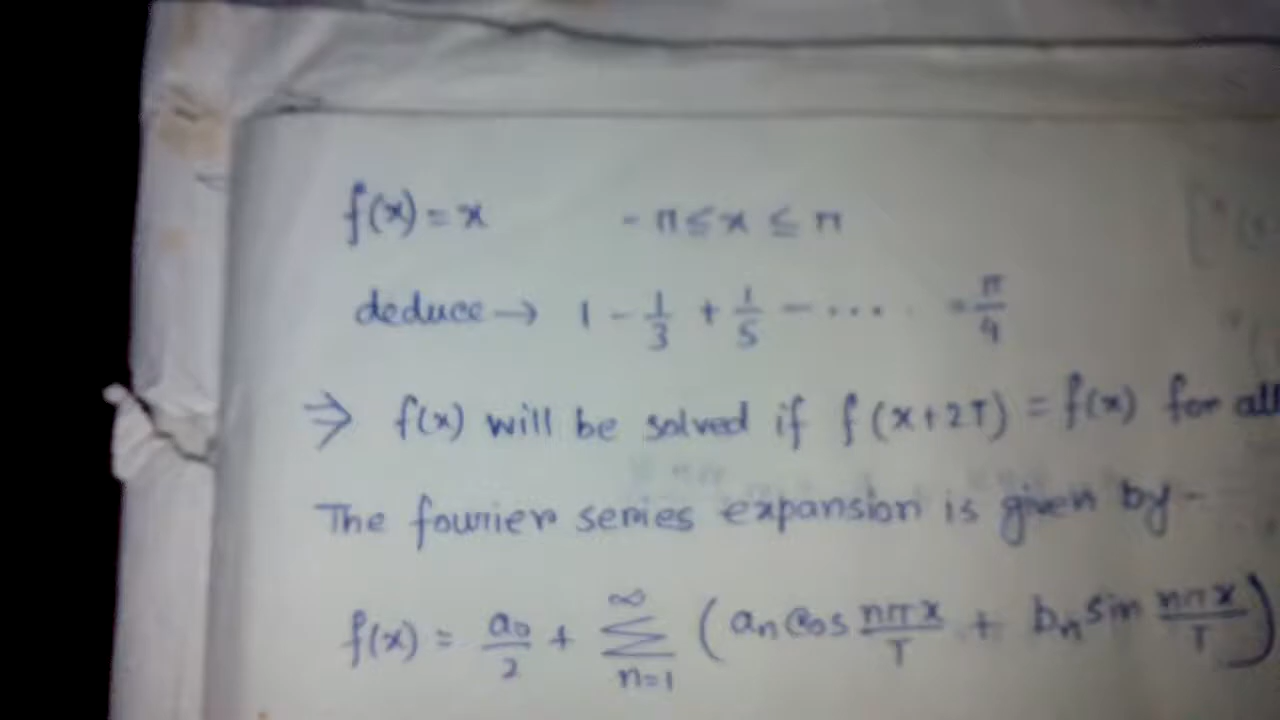 f(x) = x   -π ≤ x ≤ π
deduce → 1 - 1/3 + 1/5 - .... = π/4
⇒ f(x) will be solved if f(x+2T) = f(x) for all
The fourier series expansion is given by -
f(x) = a₀/2 + ∑_{n=1}^{∞} (aₙ cos nπx/T + bₙ sin nπx/T)